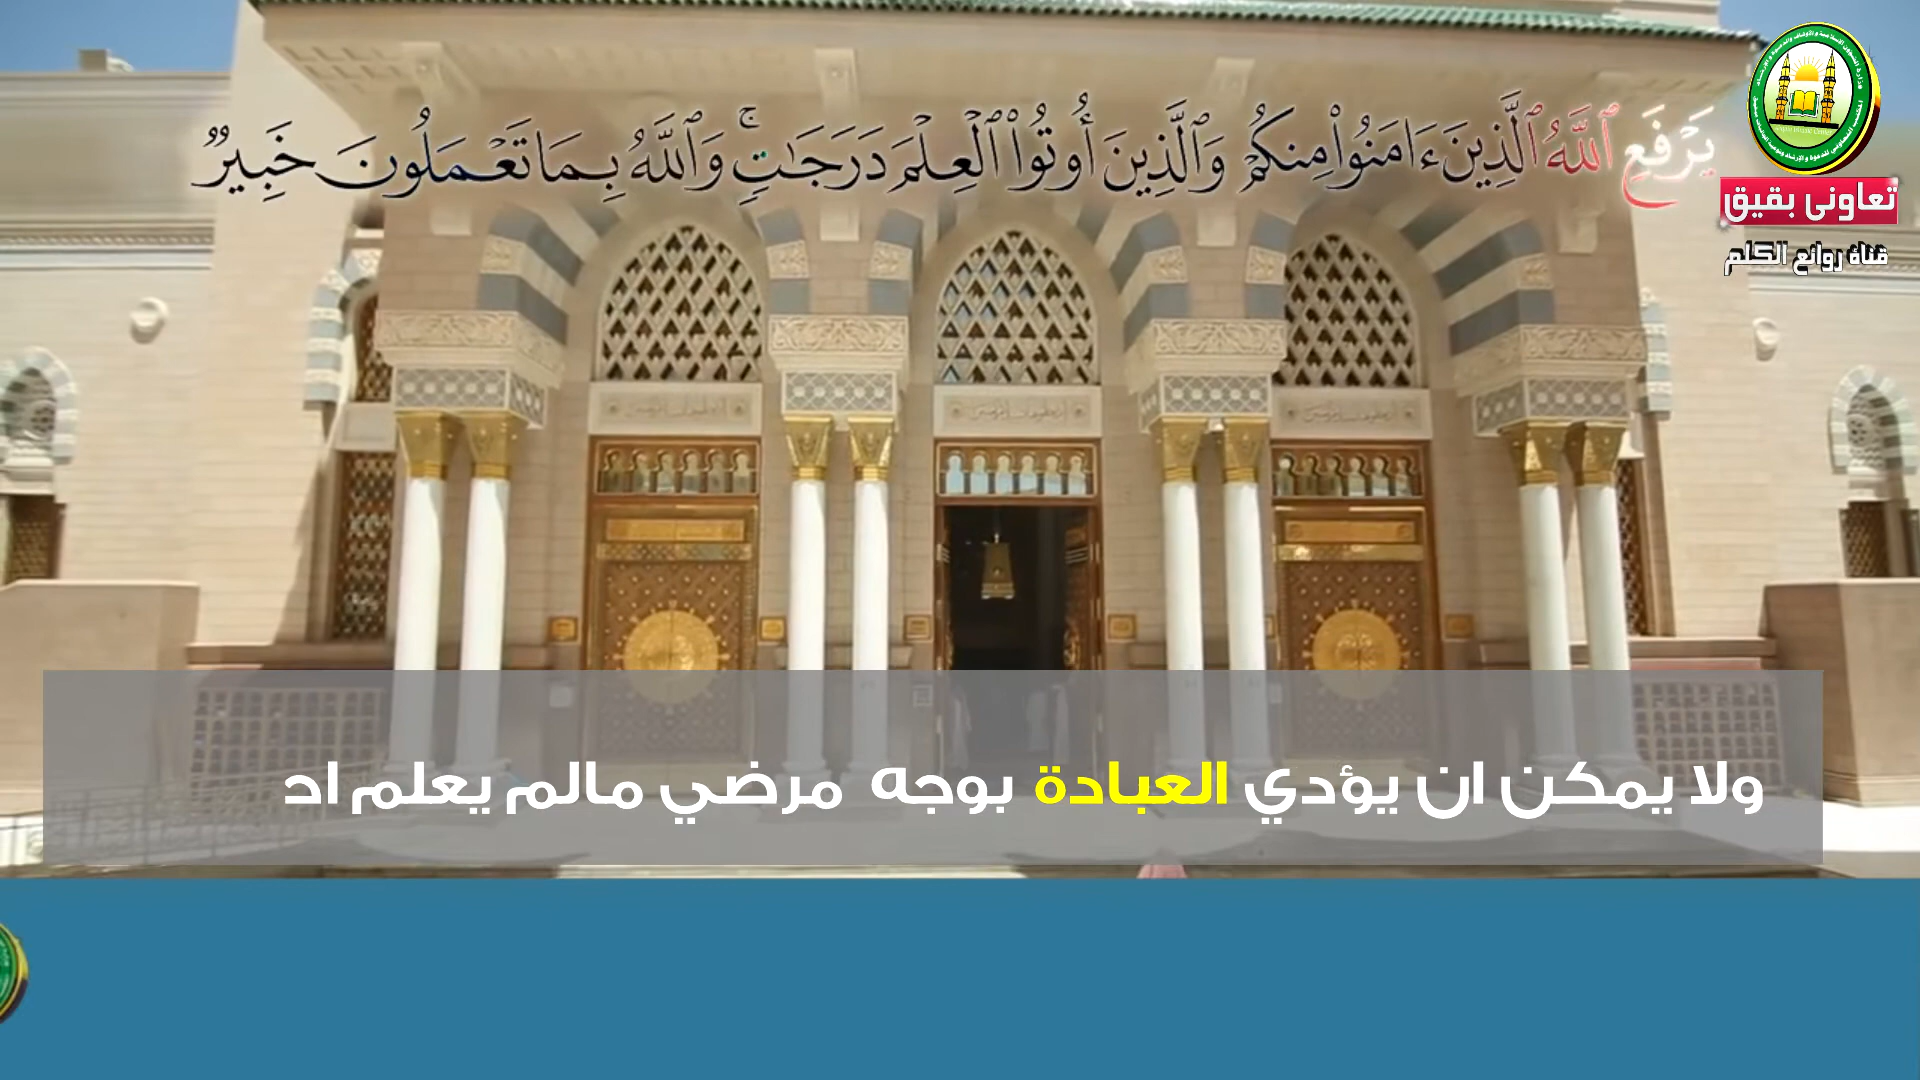 يَرْفَعِ ٱللَّهُ ٱلَّذِينَ ءَامَنُوا۟ مِنكُمْ وَٱلَّذِينَ أُوتُوا۟ ٱلْعِلْمَ دَرَجَـٰتٍ ۚ وَٱللَّهُ بِمَا تَعْمَلُونَ خَبِيرٌ
تعاونى بقيق
قناة روائع الكلم
ولا يمكن ان يؤدي العبادة بوجه مرضي مالم يعلم اد